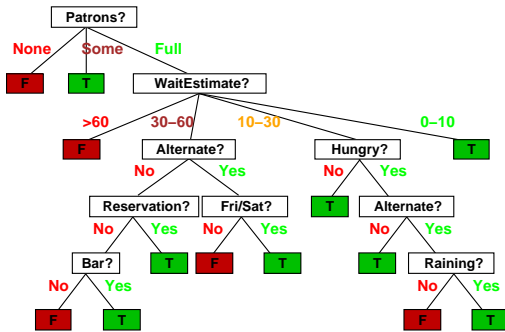 Patrons?
None Some Full
F T WaitEstimate?
>60 30–60 10–30 0–10
F Alternate? Hungry? T
No Yes No Yes
Reservation? Fri/Sat? T Alternate?
No Yes No Yes No Yes
Bar? T F T T Raining?
No Yes No Yes
F T F T